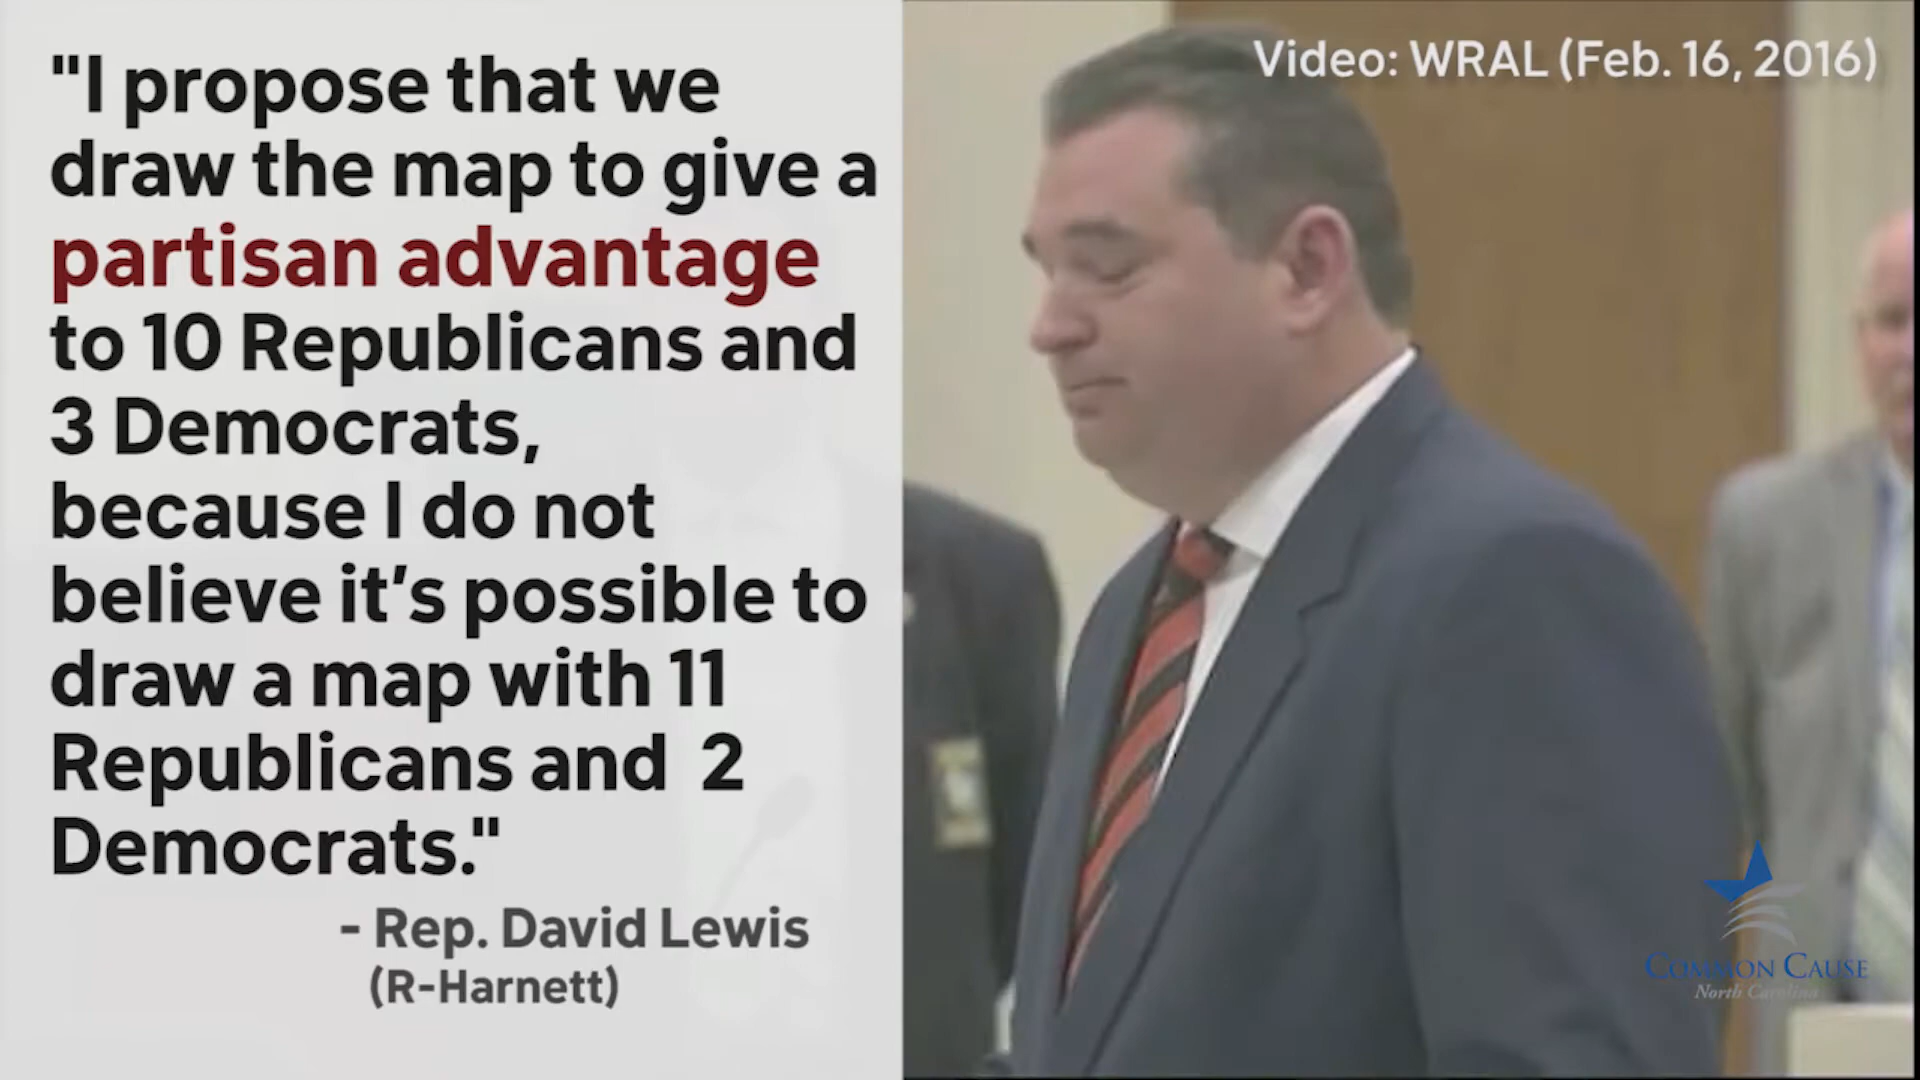 "I propose that we
draw the map to give a
partisan advantage
to 10 Republicans and
3 Democrats,
because I do not
believe it's possible to
draw a map with 11
Republicans and 2
Democrats."
- Rep. David Lewis
(R-Harnett)
Video: WRAL (Feb. 16, 2016)
COMMON CAUSE
North Carolina